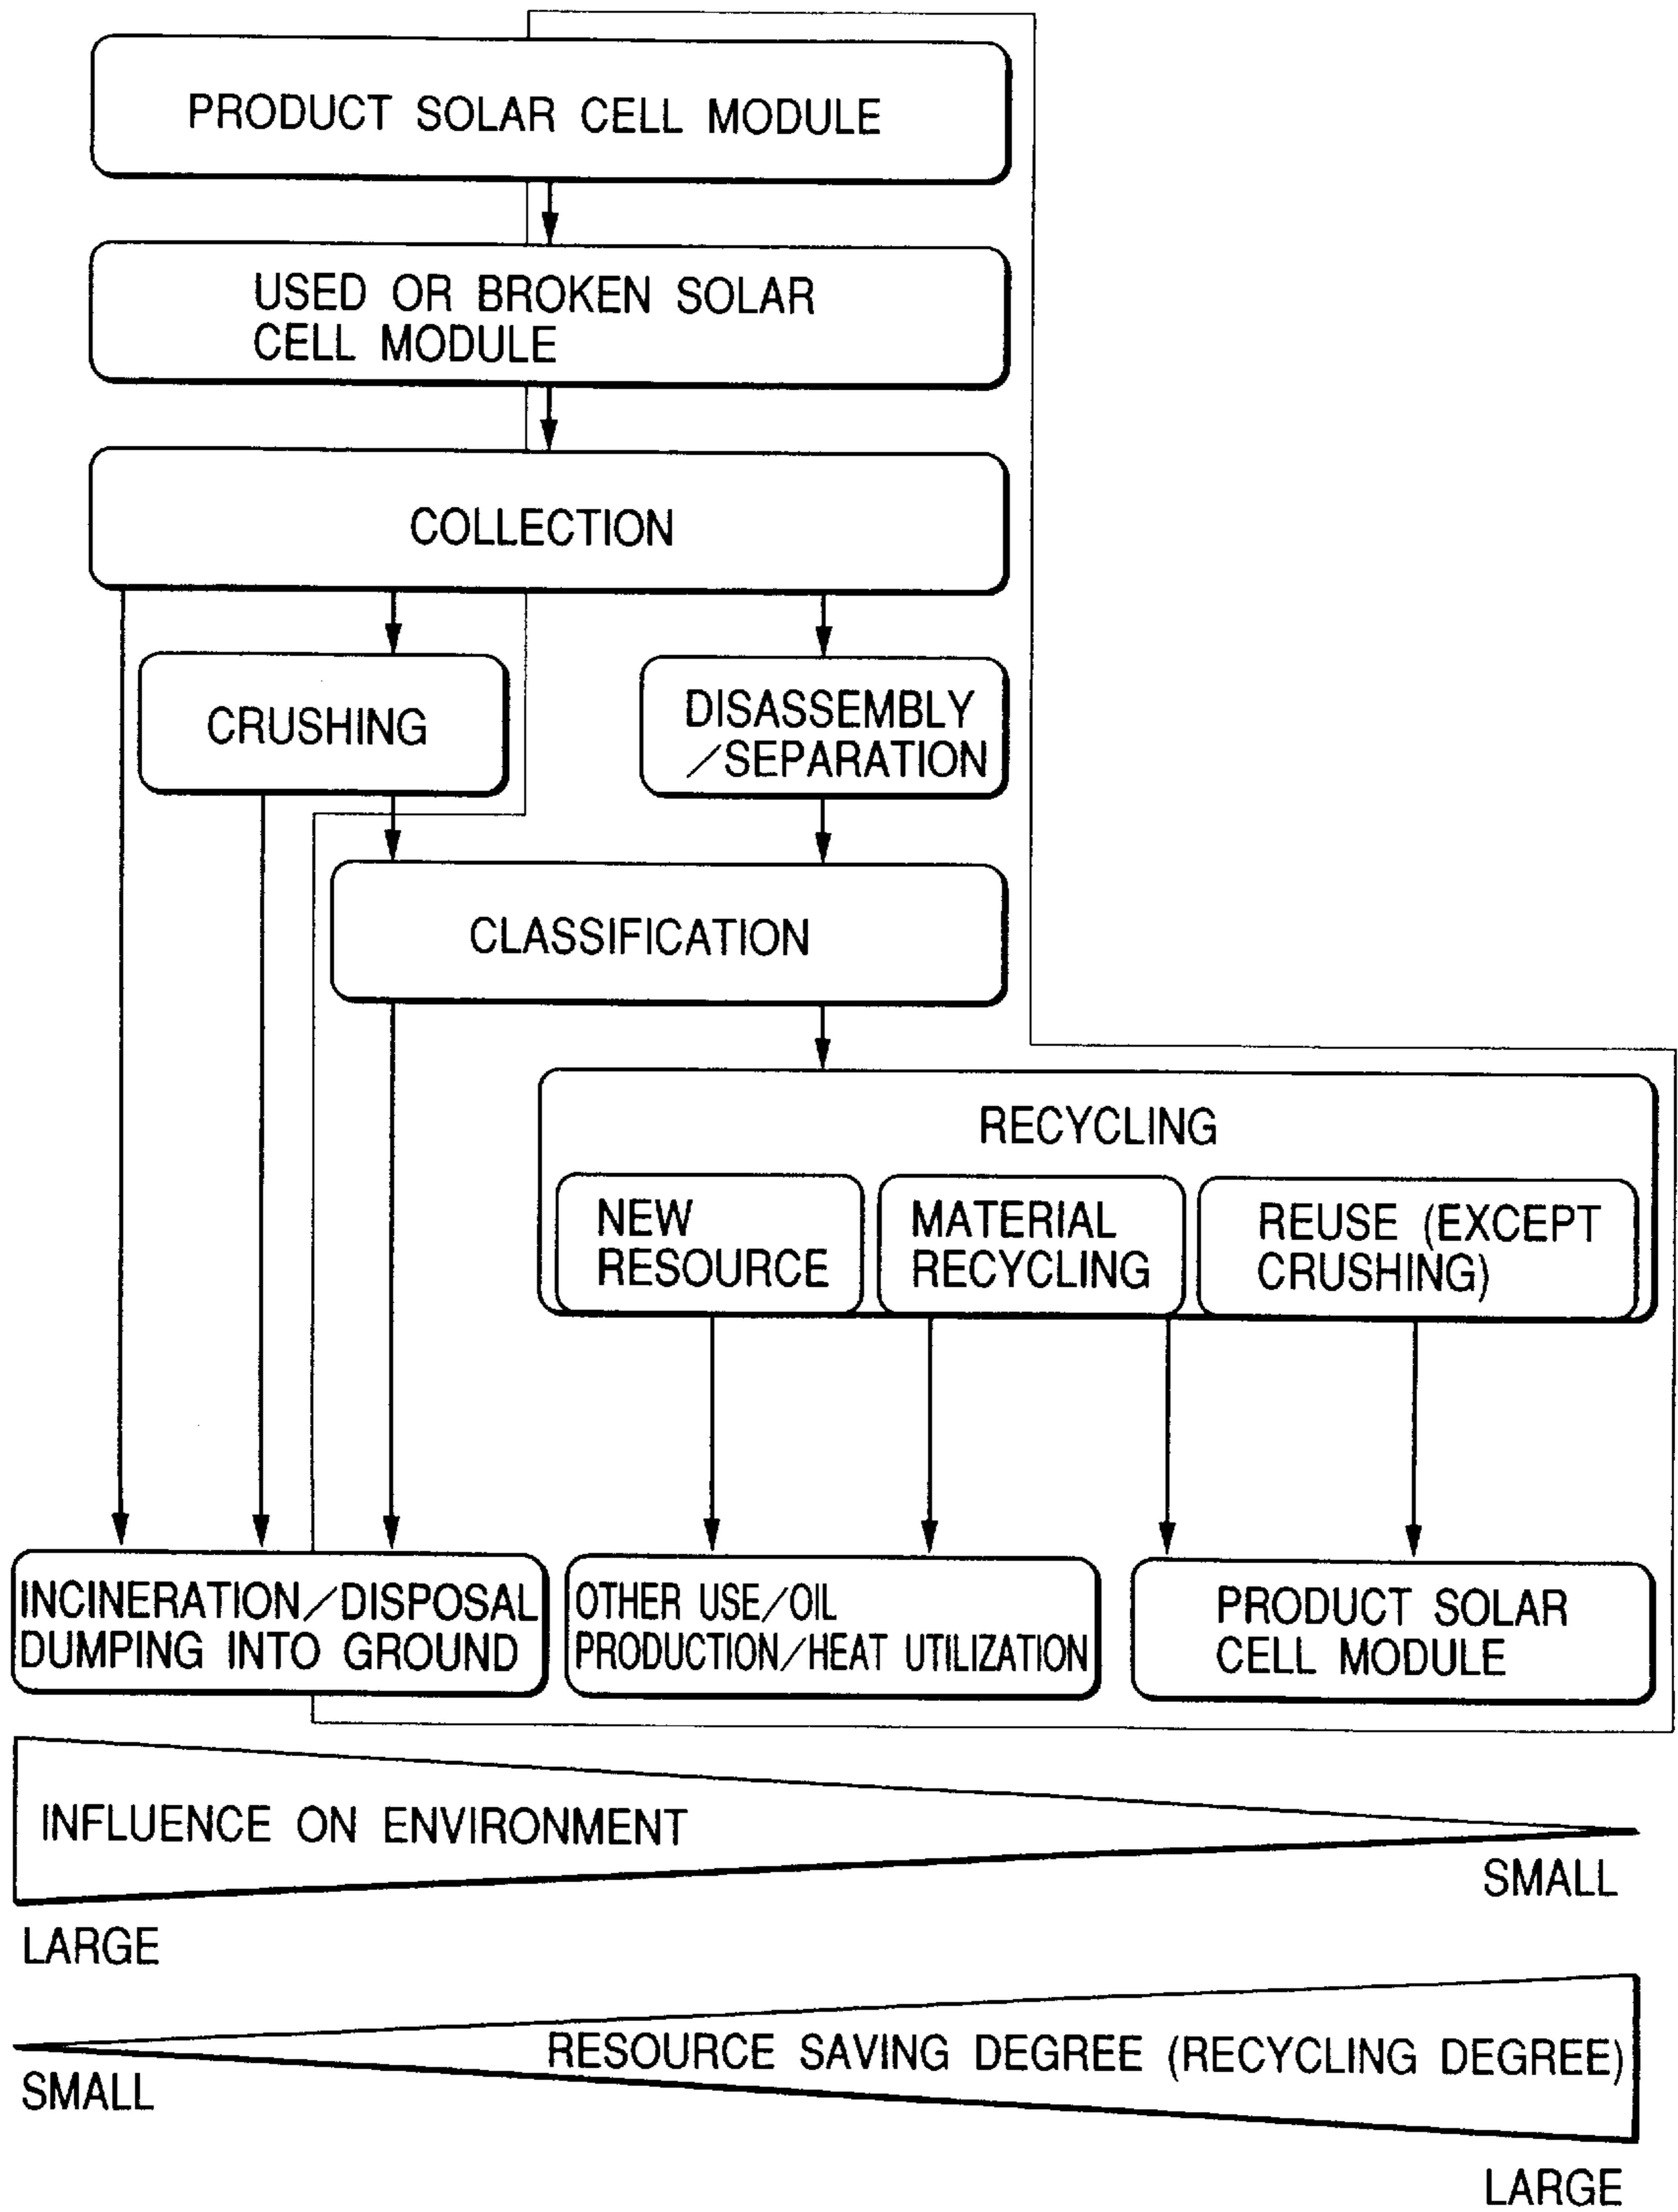 PRODUCT SOLAR CELL MODULE
USED OR BROKEN SOLAR
CELL MODULE
COLLECTION
CRUSHING
DISASSEMBLY
/SEPARATION
CLASSIFICATION
RECYCLING
NEW
RESOURCE
MATERIAL
RECYCLING
REUSE (EXCEPT
CRUSHING)
INCINERATION/DISPOSAL
DUMPING INTO GROUND
OTHER USE/OIL
PRODUCTION/HEAT UTILIZATION
PRODUCT SOLAR
CELL MODULE
INFLUENCE ON ENVIRONMENT
SMALL
LARGE
RESOURCE SAVING DEGREE (RECYCLING DEGREE)
SMALL
LARGE